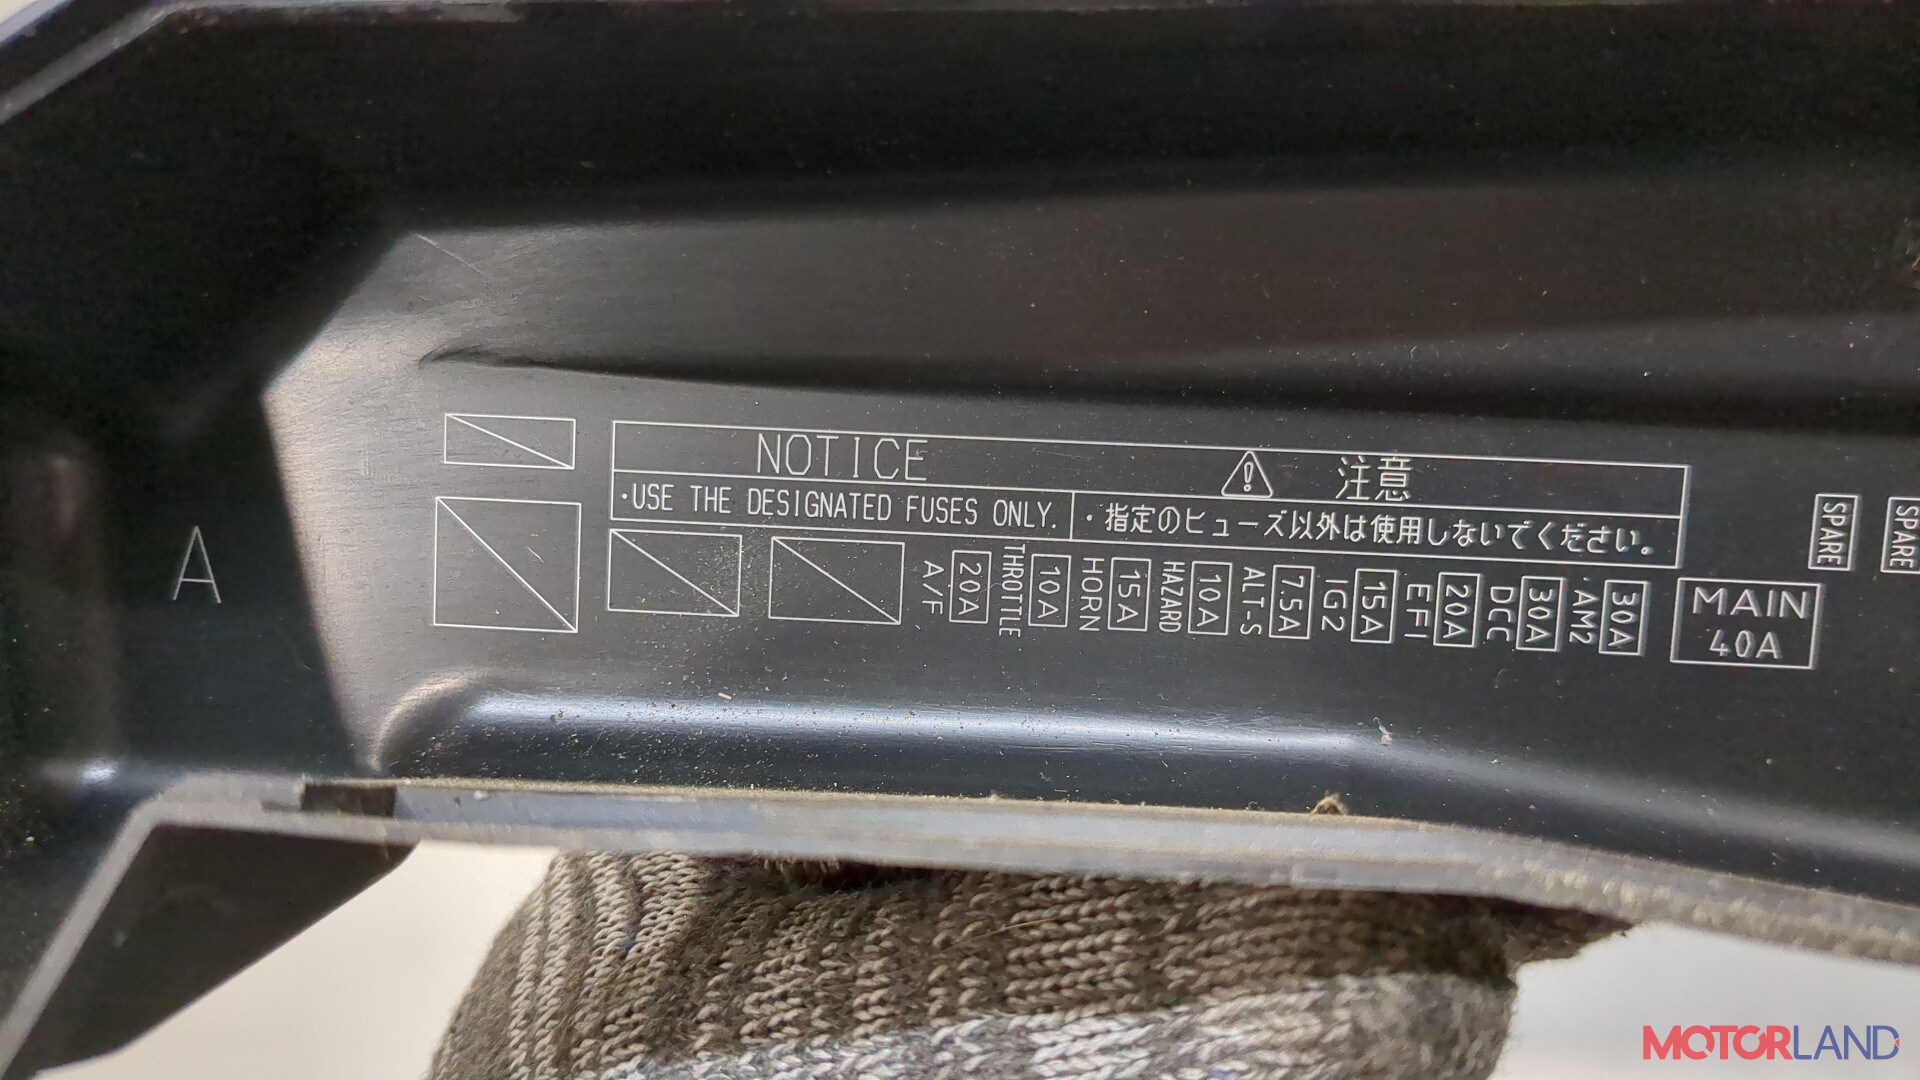 NOTICE
⚠ 注意
・USE THE DESIGNATED FUSES ONLY.
・指定のヒューズ以外は使用しないでください。
A
A/F
20A
THROTTLE
10A
HORN
15A
HAZARD
10A
ALT-S
7.5A
IG2
15A
EFI
20A
DCC
30A
AM2
30A
MAIN
40A
SPARE
SPARE
MOTORLAND